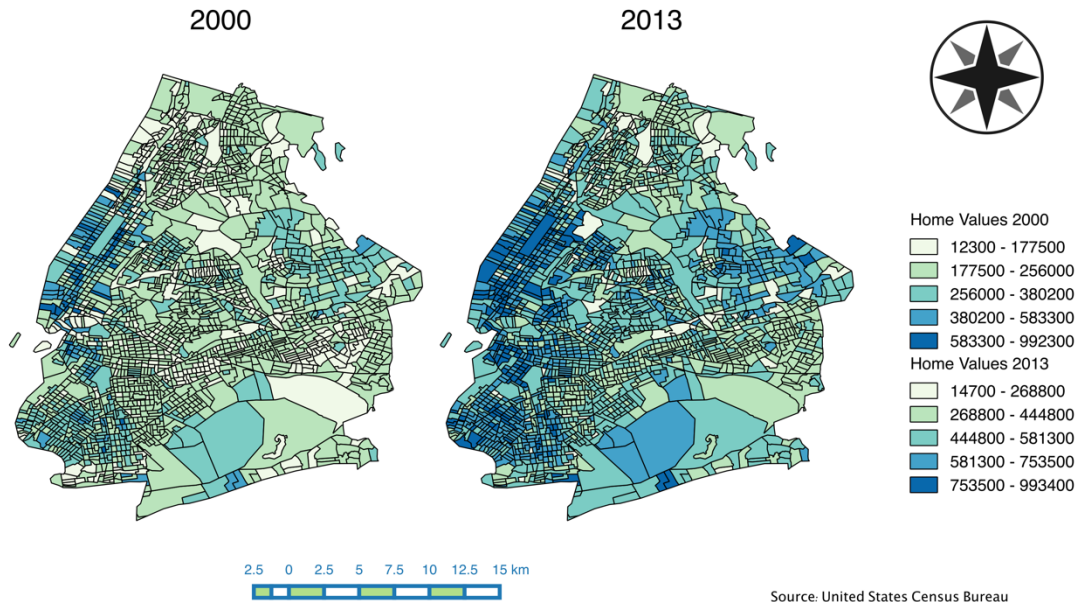 2000
2013
Home Values 2000
12300 - 177500
177500 - 256000
256000 - 380200
380200 - 583300
583300 - 992300
Home Values 2013
14700 - 268800
268800 - 444800
444800 - 581300
581300 - 753500
753500 - 993400
2.5 0 2.5 5 7.5 10 12.5 15 km
Source: United States Census Bureau